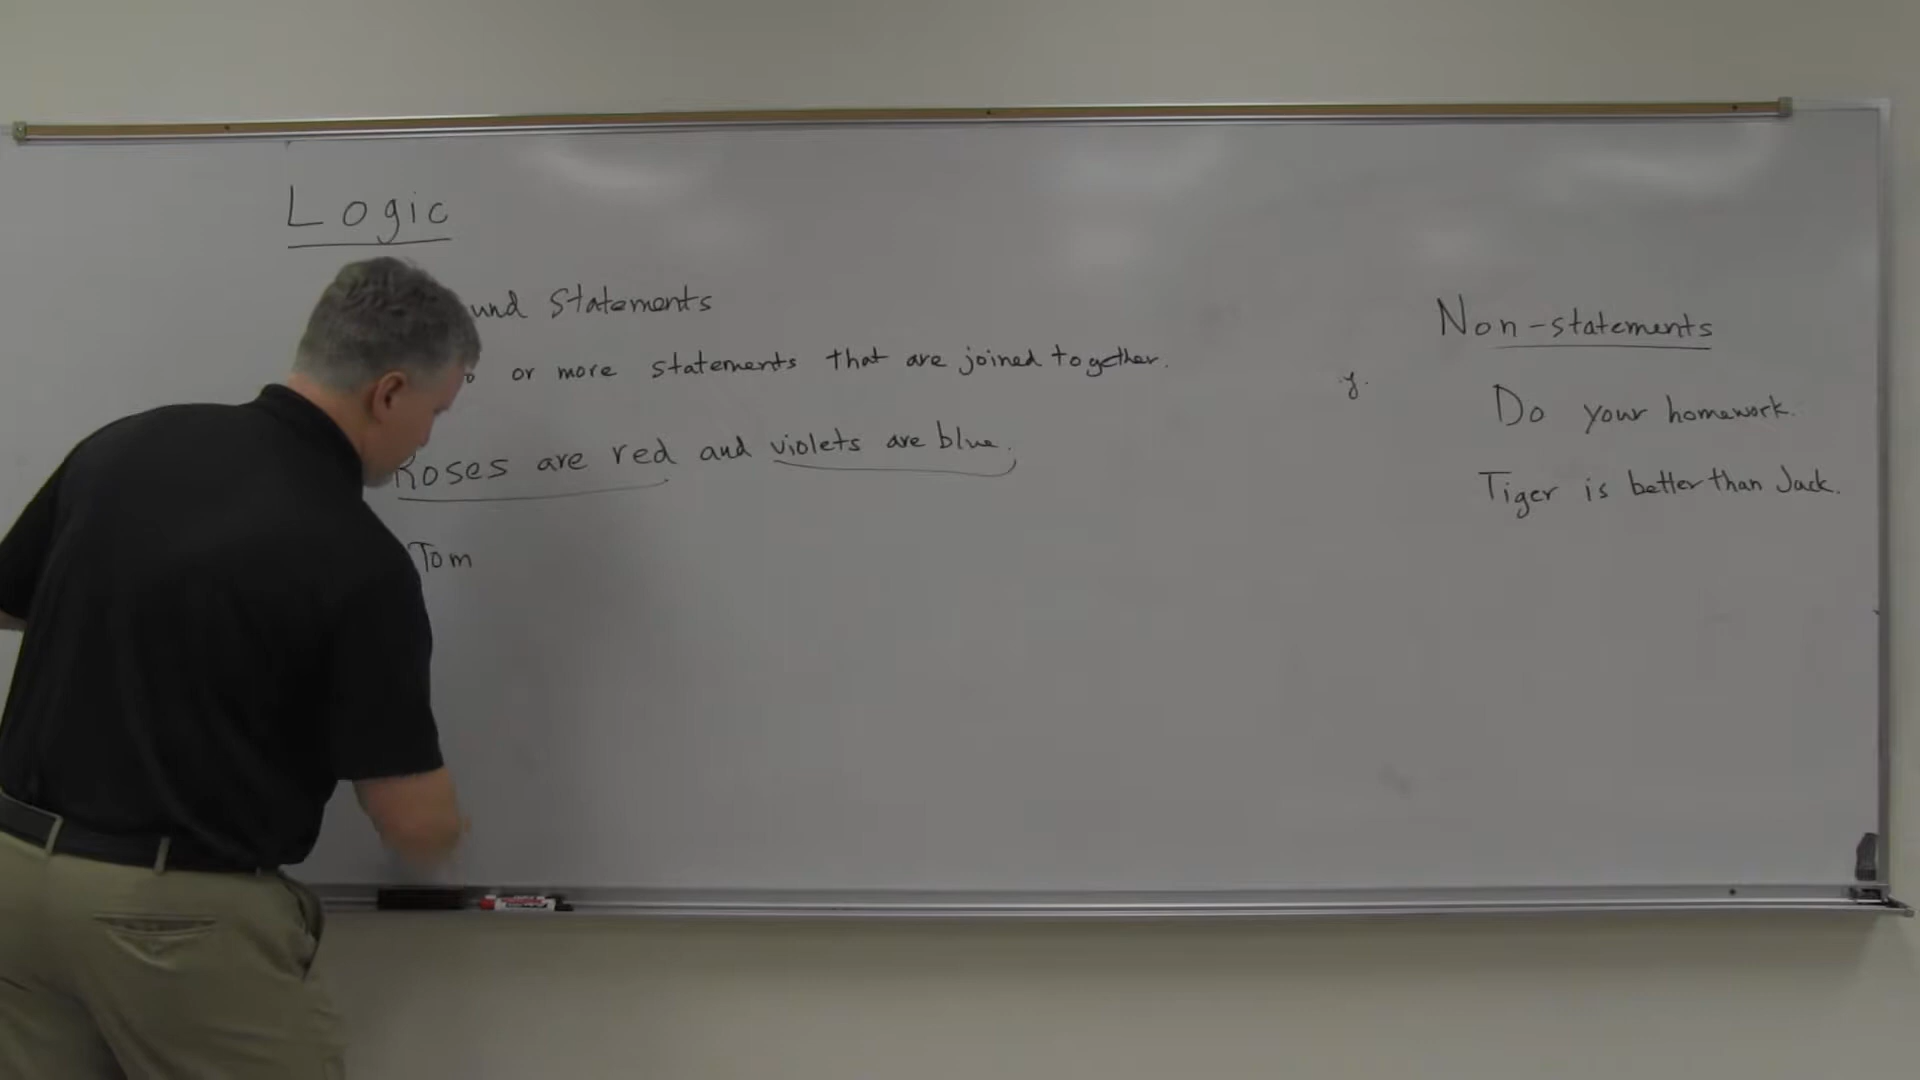 Logic
und Statements
o or more statements that are joined together.
Roses are red and violets are blue.
Tom
Non-statements
y.
Do your homework.
Tiger is better than Jack.